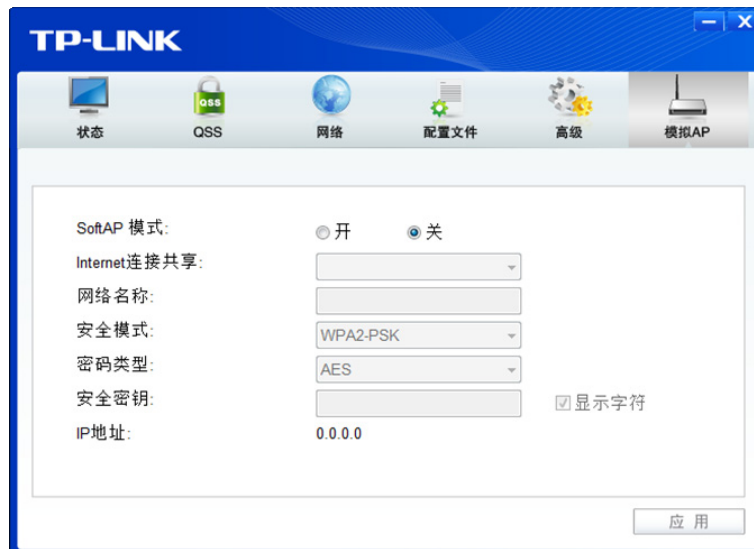 TP-LINK
QSS
状态
QSS
网络
配置文件
高级
模拟AP
SoftAP 模式:
开
关
Internet连接共享:
网络名称:
安全模式:
WPA2-PSK
密码类型:
AES
安全密钥:
显示字符
IP地址:
0.0.0.0
应 用